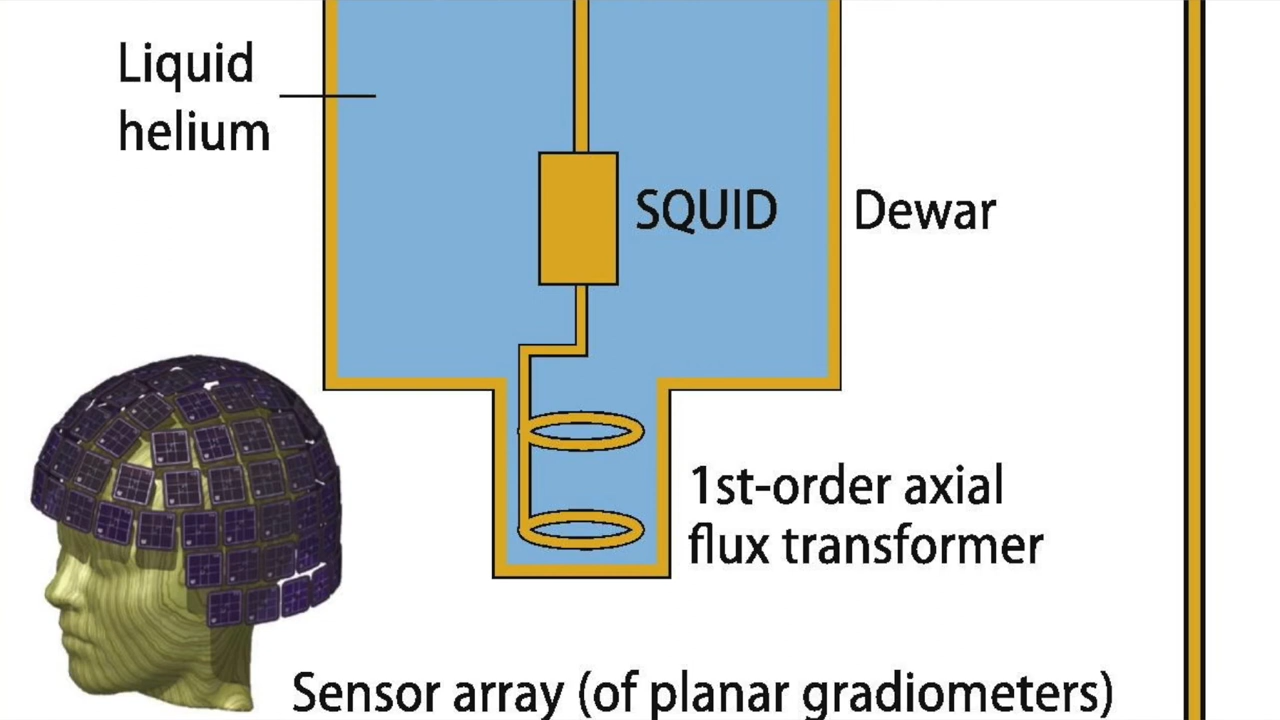 Liquid
helium
SQUID
Dewar
1st-order axial
flux transformer
Sensor array (of planar gradiometers)